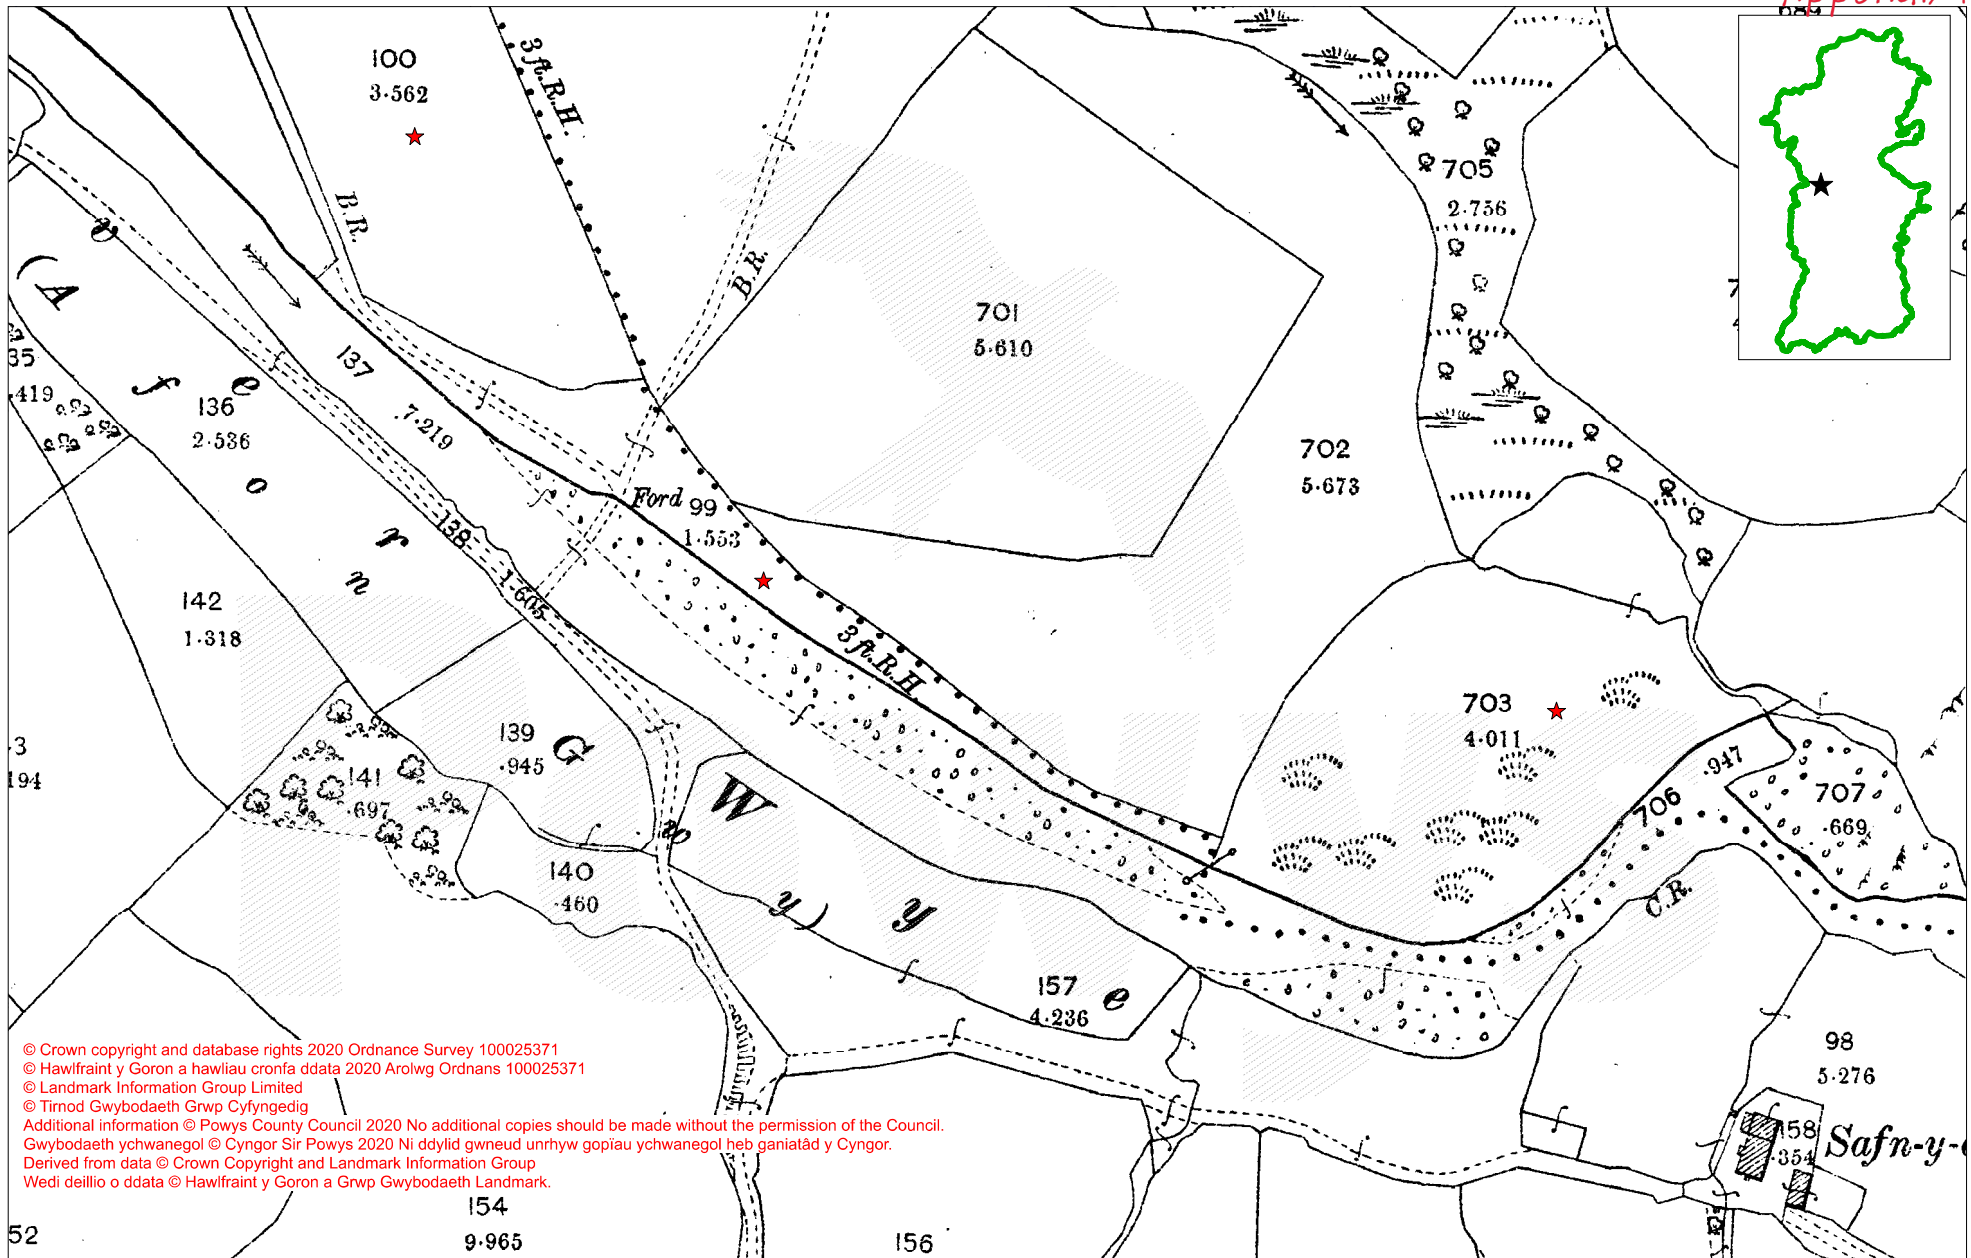 689
100
3·562
3 ft. R.H.
B.R.
B.R.
705
2·756
701
5·610
35
·419
137
7·219
136
2·536
702
5·673
Ford
99
1·553
138
1·605
142
1·318
3 ft. R.H.
703
4·011
139
·945
141
·697
140
·460
194
(Afon
Gwy)
R.
Wye
·947
706
707
·669
C.R.
157
4·236
98
5·276
158
·354
Safn-y-
154
9·965
156
52
© Crown copyright and database rights 2020 Ordnance Survey 100025371
© Hawlfraint y Goron a hawliau cronfa ddata 2020 Arolwg Ordnans 100025371
© Landmark Information Group Limited
© Tirnod Gwybodaeth Grwp Cyfyngedig
Additional information © Powys County Council 2020 No additional copies should be made without the permission of the Council.
Gwybodaeth ychwanegol © Cyngor Sir Powys 2020 Ni ddylid gwneud unrhyw gopïau ychwanegol heb ganiatâd y Cyngor.
Derived from data © Crown Copyright and Landmark Information Group
Wedi deillio o ddata © Hawlfraint y Goron a Grwp Gwybodaeth Landmark.